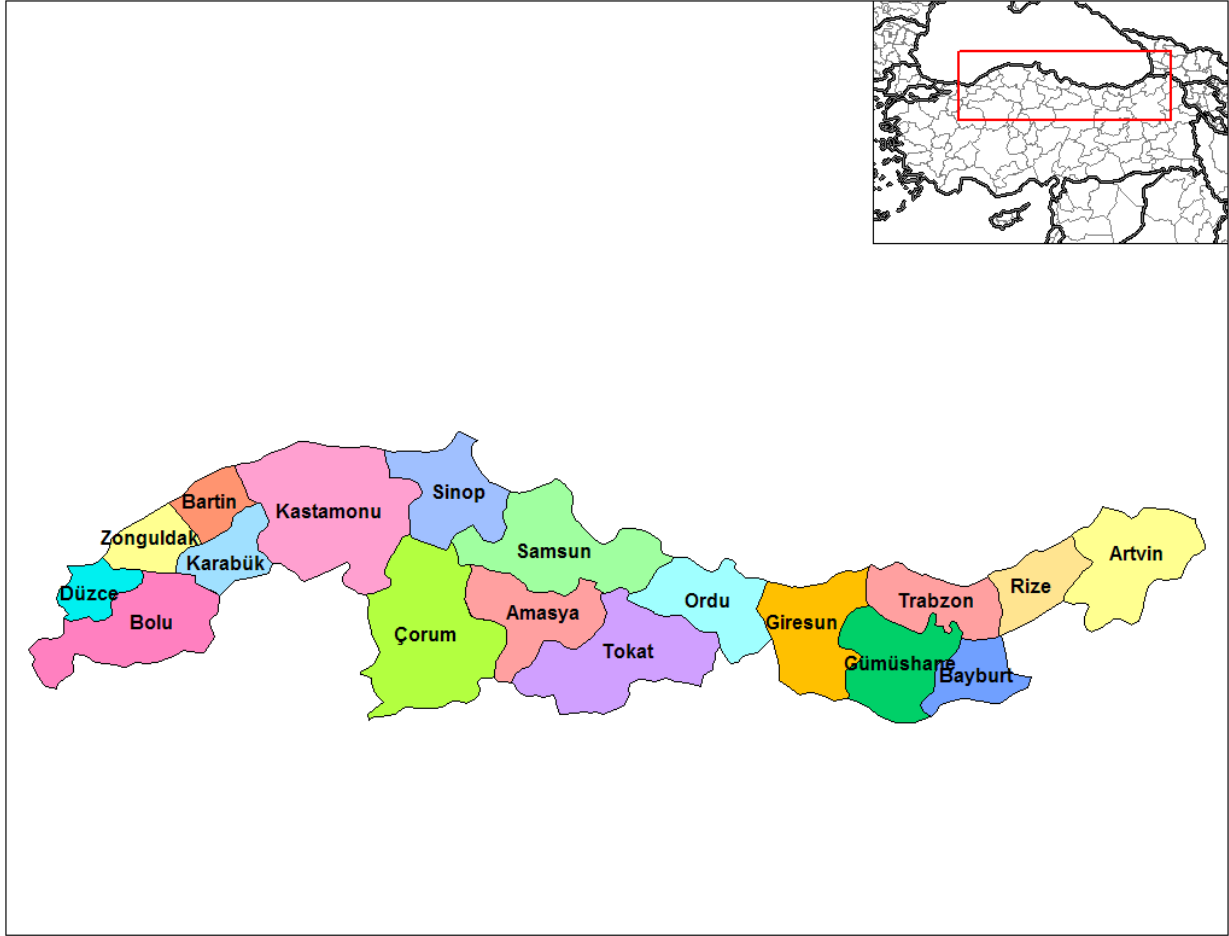 Sinop
Bartin
Kastamonu
Zonguldak
Samsun
Artvin
Karabük
Rize
Düzce
Ordu
Trabzon
Amasya
Bolu
Giresun
Çorum
Tokat
Gümüshane
Bayburt